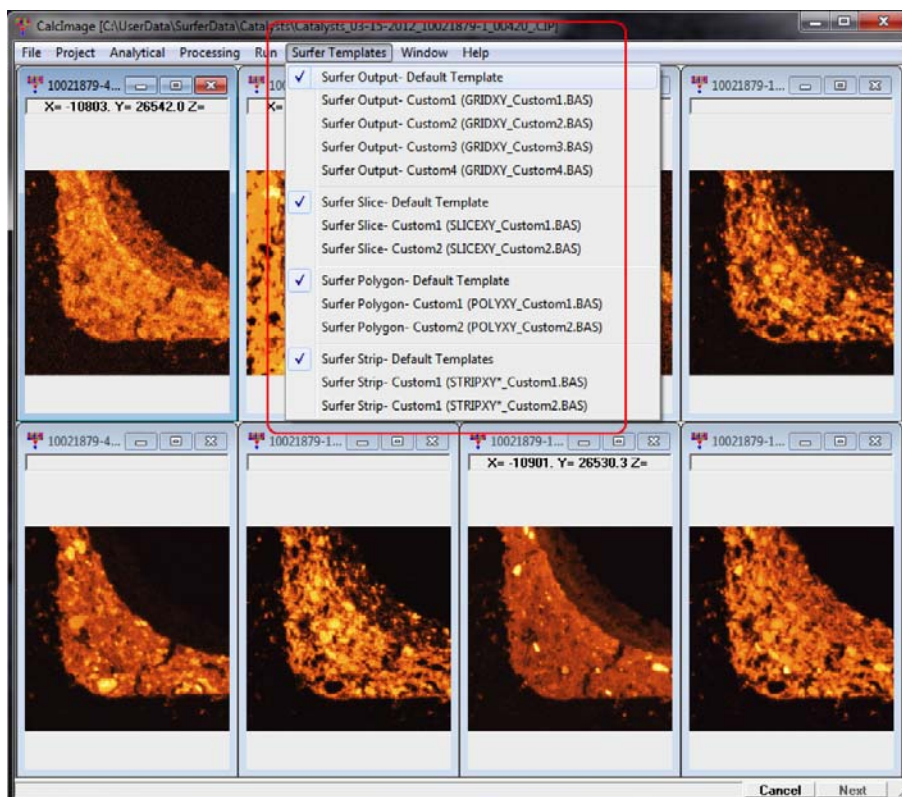 CalcImage [C:\UserData\SurferData\Catalysts\Catalysts_03-15-2012_10021879-1_00420_.CIP]
File Project Analytical Processing Run Surfer Templates Window Help
10021879-4...
X= -10803. Y= 26542.0 Z=
Surfer Output- Default Template
Surfer Output- Custom1 (GRIDXY_Custom1.BAS)
Surfer Output- Custom2 (GRIDXY_Custom2.BAS)
Surfer Output- Custom3 (GRIDXY_Custom3.BAS)
Surfer Output- Custom4 (GRIDXY_Custom4.BAS)
Surfer Slice- Default Template
Surfer Slice- Custom1 (SLICEXY_Custom1.BAS)
Surfer Slice- Custom2 (SLICEXY_Custom2.BAS)
Surfer Polygon- Default Template
Surfer Polygon- Custom1 (POLYXY_Custom1.BAS)
Surfer Polygon- Custom2 (POLYXY_Custom2.BAS)
Surfer Strip- Default Templates
Surfer Strip- Custom1 (STRIPXY*_Custom1.BAS)
Surfer Strip- Custom1 (STRIPXY*_Custom2.BAS)
10021879-1...
10021879-4...
10021879-1...
10021879-1...
X= -10901. Y= 26530.3 Z=
10021879-1...
Cancel Next